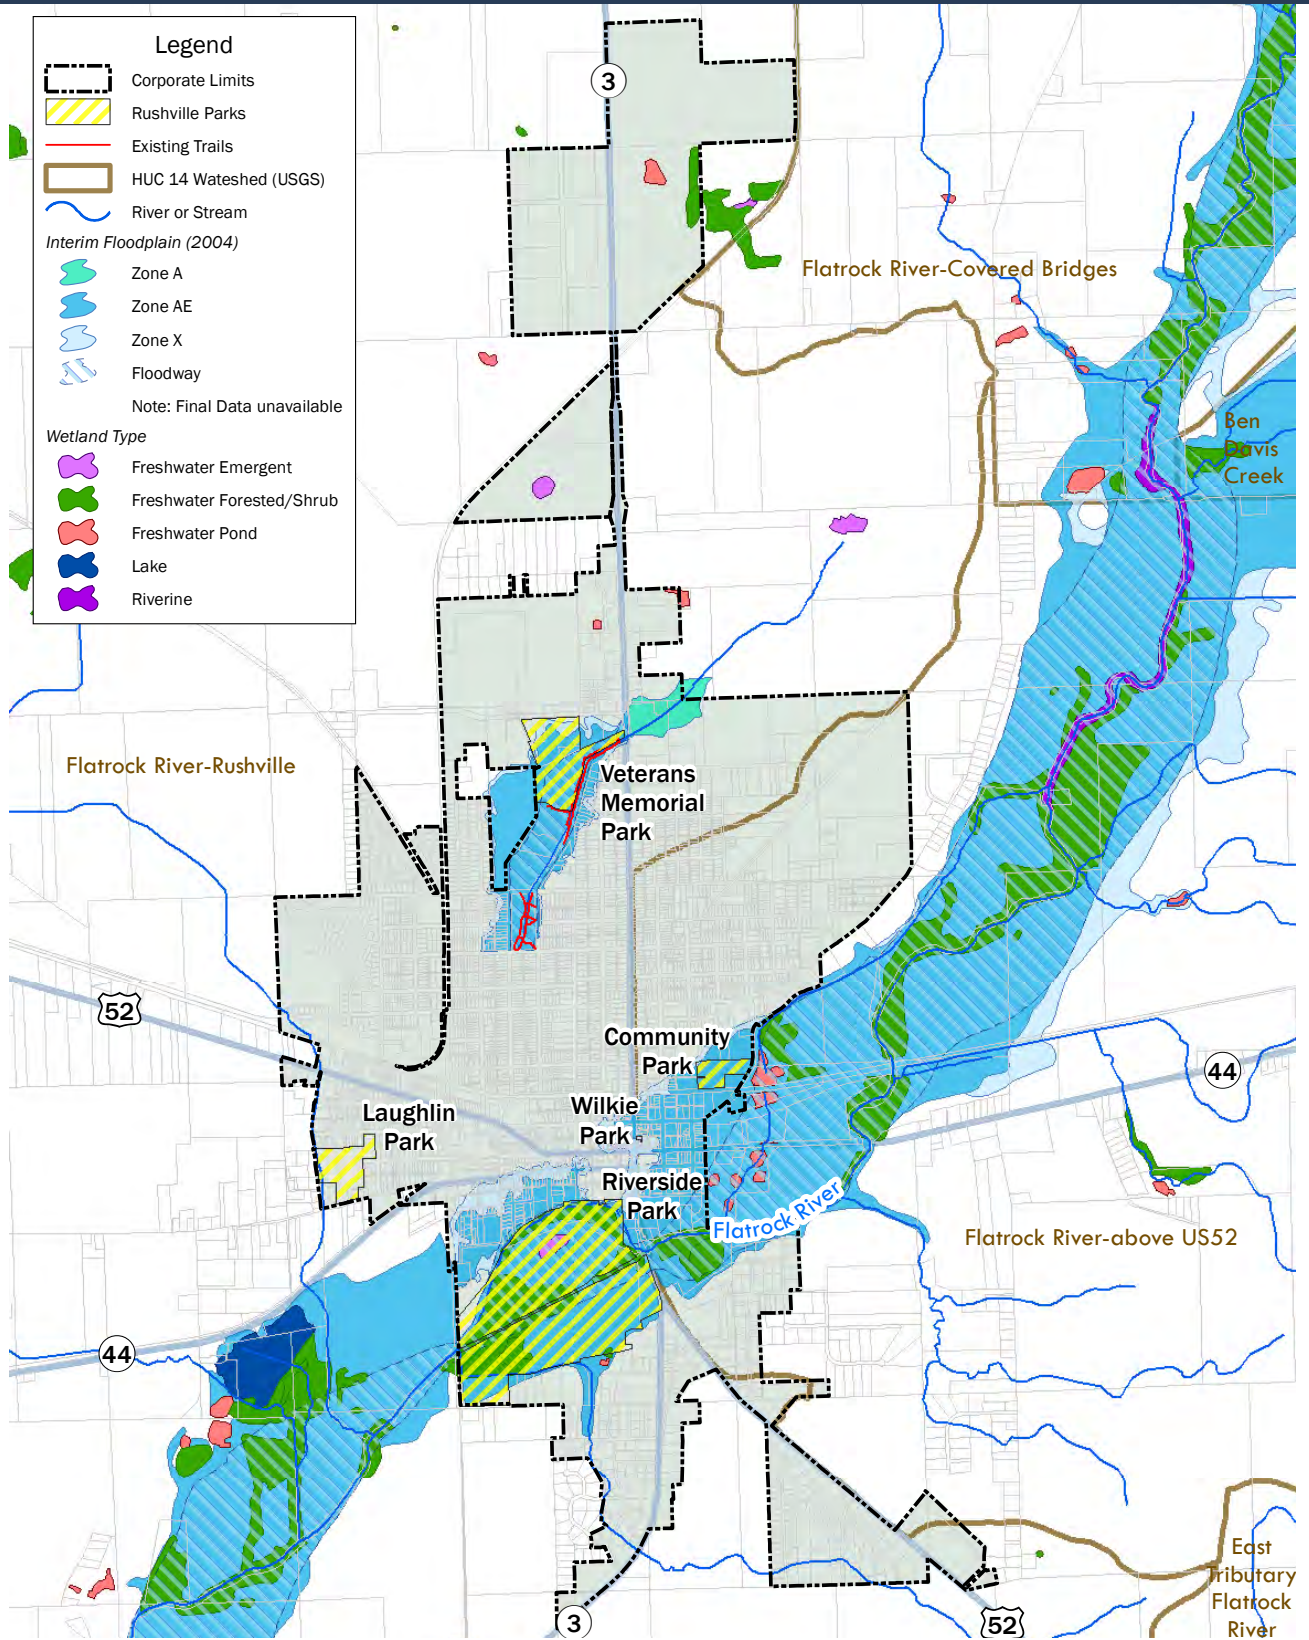 Legend
Corporate Limits
Rushville Parks
Existing Trails
HUC 14 Wateshed (USGS)
River or Stream
Interim Floodplain (2004)
Zone A
Zone AE
Zone X
Floodway
Note: Final Data unavailable
Wetland Type
Freshwater Emergent
Freshwater Forested/Shrub
Freshwater Pond
Lake
Riverine
3
Flatrock River-Covered Bridges
Ben
Davis
Creek
Flatrock River-Rushville
Veterans
Memorial
Park
52
Community
Park
44
Laughlin
Park
Wilkie
Park
Riverside
Park
Flatrock River
Flatrock River-above US52
44
East
Tributary
Flatrock
River
3
52